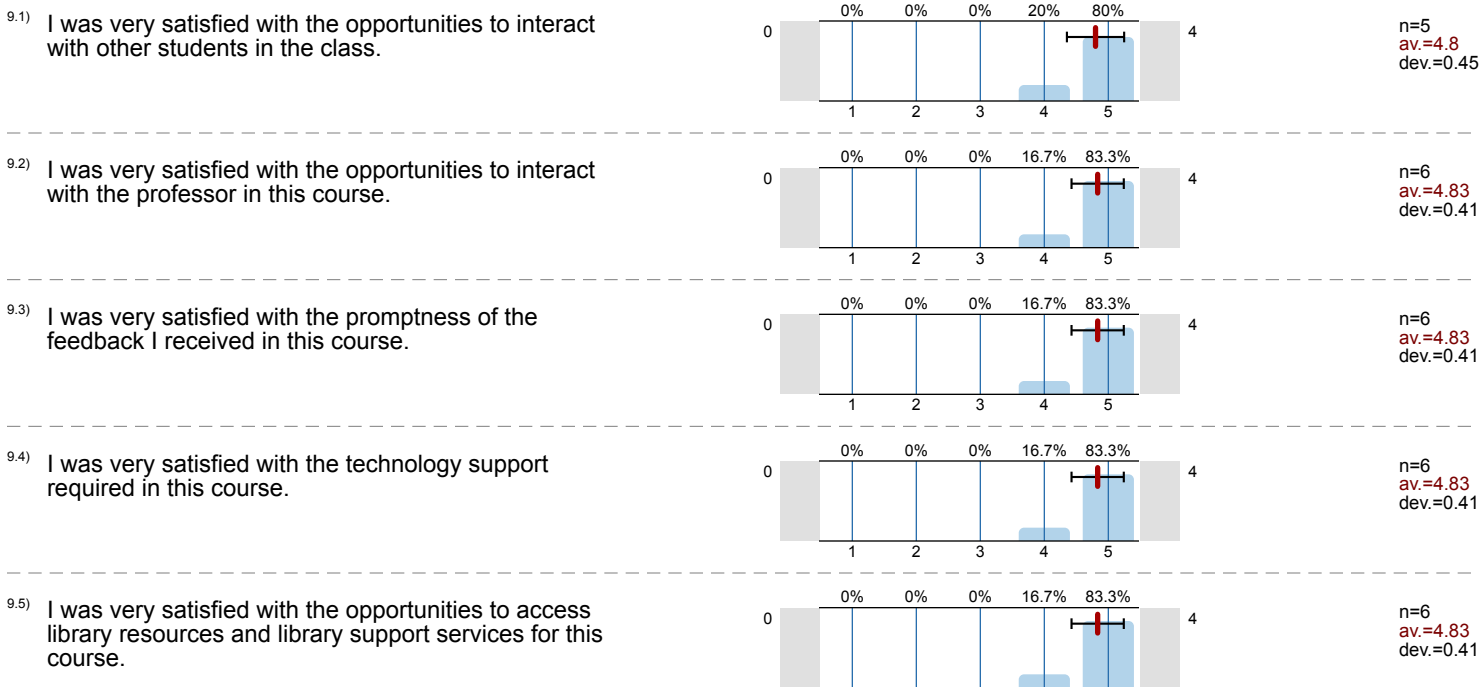 9.1) I was very satisfied with the opportunities to interact
with other students in the class.
0% 0% 0% 20% 80%
0 4
1 2 3 4 5
n=5
av.=4.8
dev.=0.45
9.2) I was very satisfied with the opportunities to interact
with the professor in this course.
0% 0% 0% 16.7% 83.3%
0 4
1 2 3 4 5
n=6
av.=4.83
dev.=0.41
9.3) I was very satisfied with the promptness of the
feedback I received in this course.
0% 0% 0% 16.7% 83.3%
0 4
1 2 3 4 5
n=6
av.=4.83
dev.=0.41
9.4) I was very satisfied with the technology support
required in this course.
0% 0% 0% 16.7% 83.3%
0 4
1 2 3 4 5
n=6
av.=4.83
dev.=0.41
9.5) I was very satisfied with the opportunities to access
library resources and library support services for this
course.
0% 0% 0% 16.7% 83.3%
0 4
n=6
av.=4.83
dev.=0.41